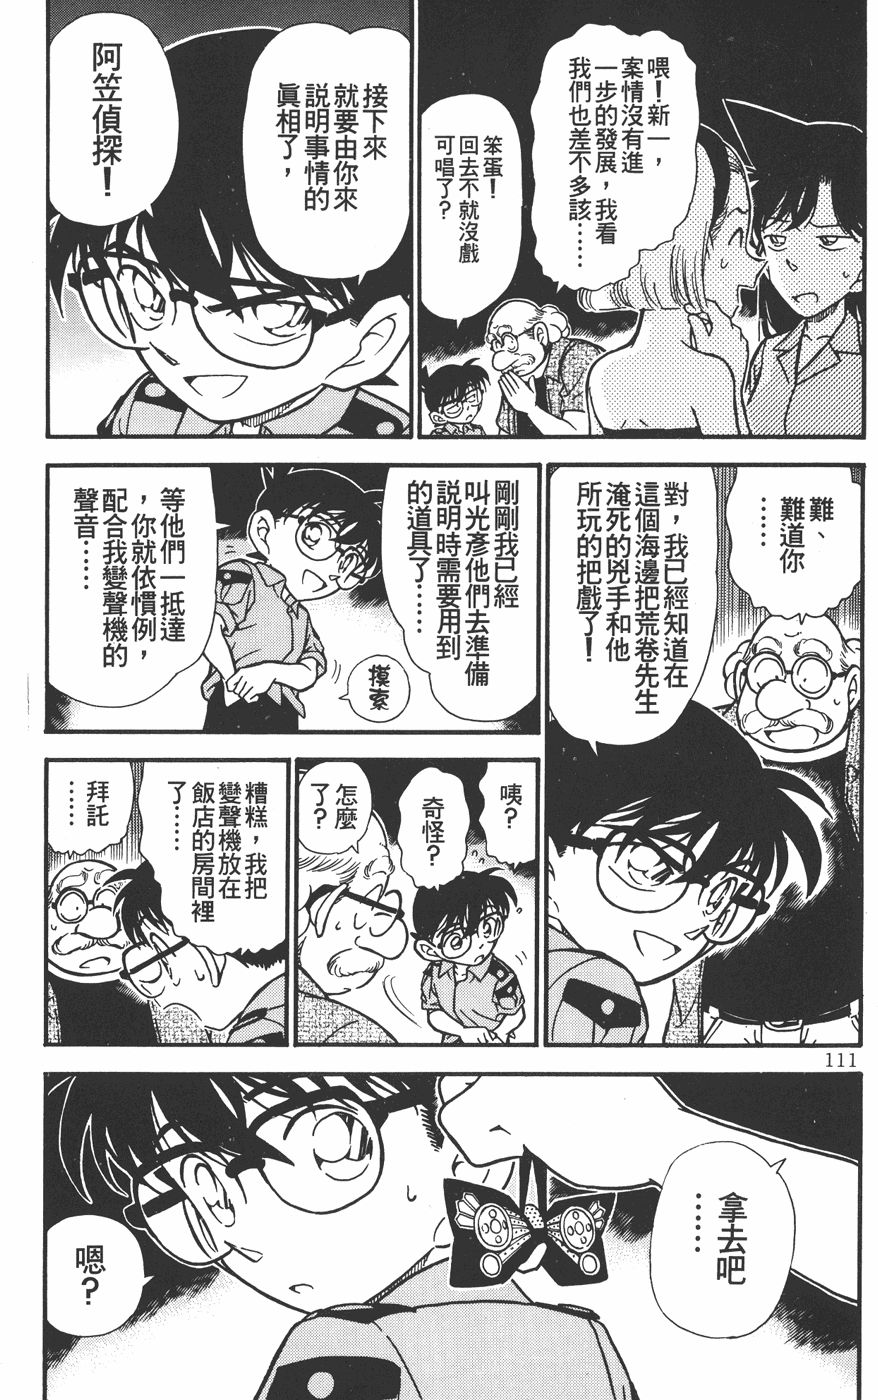 喂！新一，
案情沒有進
一步的發展，我看
我們也差不多該……
笨蛋！
回去不就沒戲
可唱了？
接下來
就要由你來
說明事情的
真相了，
阿笠偵探！
難、
難道你
……
對，我已經知道在
這個海邊把荒卷先生
淹死的兇手和他
所玩的把戲了！
剛剛我已經
叫光彥他們去準備
說明時需要用到
的道具了……
摸索
等他們一抵達
，你就依慣例，
配合我變聲機的
聲音……
咦？
奇怪？
怎麼
了？
糟糕，我把
變聲機放在
飯店的房間裡
了……
拜託
……
111
拿去吧
……
嗯？